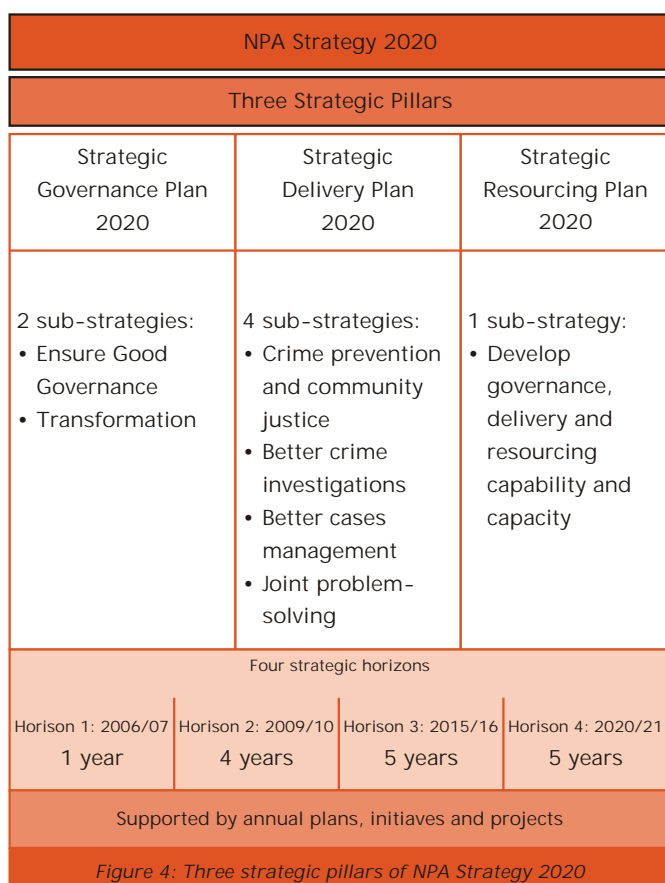 NPA Strategy 2020
Three Strategic Pillars
Strategic
Governance Plan
2020
Strategic
Delivery Plan
2020
Strategic
Resourcing Plan
2020
2 sub-strategies:
• Ensure Good
Governance
• Transformation
4 sub-strategies:
• Crime prevention
and community
justice
• Better crime
investigations
• Better cases
management
• Joint problem-
solving
1 sub-strategy:
• Develop
governance,
delivery and
resourcing
capability and
capacity
Four strategic horizons
Horison 1: 2006/07
1 year
Horison 2: 2009/10
4 years
Horison 3: 2015/16
5 years
Horison 4: 2020/21
5 years
Supported by annual plans, initiaves and projects
Figure 4: Three strategic pillars of NPA Strategy 2020